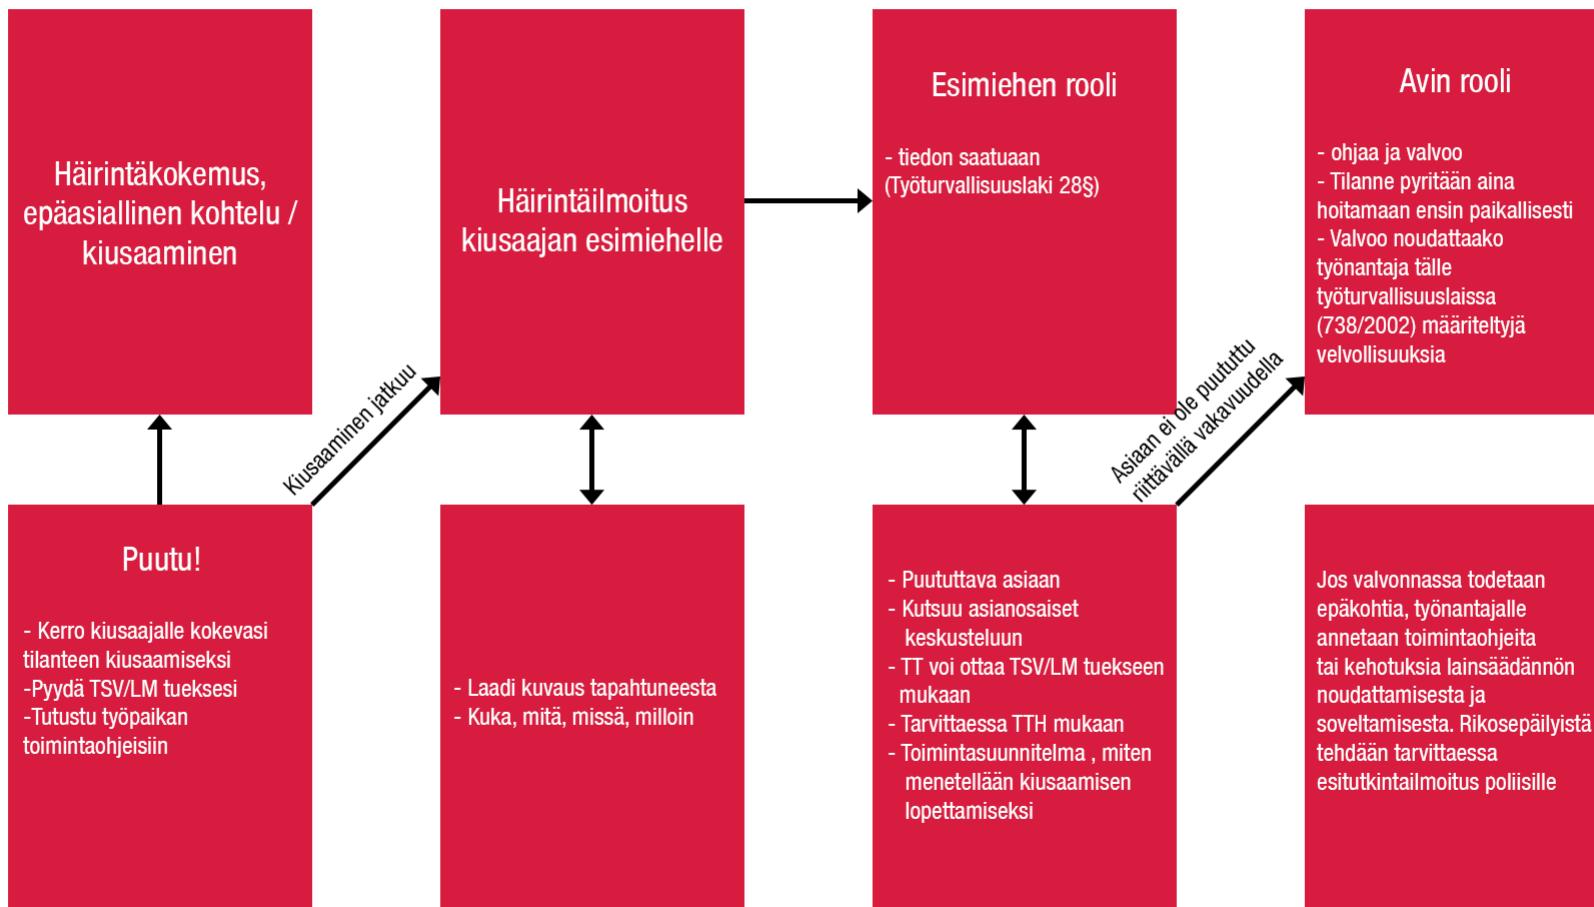 Häirintäkokemus,
epäasiallinen kohtelu /
kiusaaminen
Puutu!
- Kerro kiusaajalle kokevasi
tilanteen kiusaamiseksi
-Pyydä TSV/LM tueksesi
-Tutustu työpaikan
toimintaohjeisiin
Kiusaaminen jatkuu
Häirintäilmoitus
kiusaajan esimiehelle
- Laadi kuvaus tapahtuneesta
- Kuka, mitä, missä, milloin
Esimiehen rooli
- tiedon saatuaan
(Työturvallisuuslaki 28§)
- Puututtava asiaan
- Kutsuu asianosaiset
keskusteluun
- TT voi ottaa TSV/LM tuekseen
mukaan
- Tarvittaessa TTH mukaan
- Toimintasuunnitelma , miten
menetellään kiusaamisen
lopettamiseksi
Asiaan ei ole puututtu
riittävällä vakavuudella
Avin rooli
- ohjaa ja valvoo
- Tilanne pyritään aina
hoitamaan ensin paikallisesti
- Valvoo noudattaako
työnantaja tälle
työturvallisuuslaissa
(738/2002) määriteltyjä
velvollisuuksia
Jos valvonnassa todetaan
epäkohtia, työnantajalle
annetaan toimintaohjeita
tai kehotuksia lainsäädännön
noudattamisesta ja
soveltamisesta. Rikosepäilyistä
tehdään tarvittaessa
esitutkintailmoitus poliisille